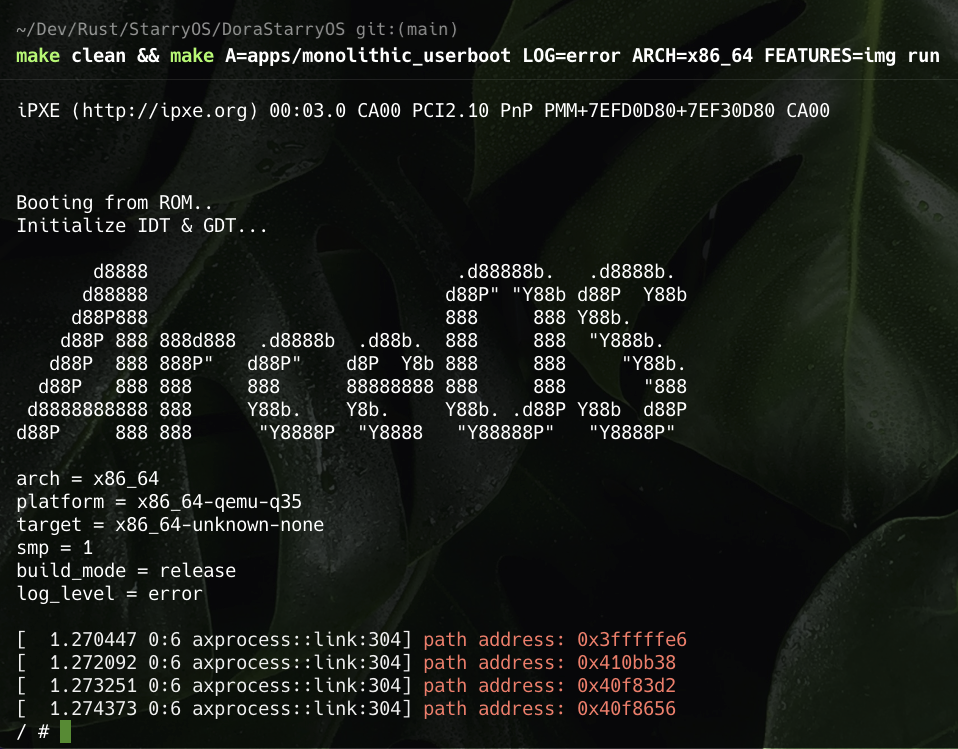 ~/Dev/Rust/StarryOS/DoraStarryOS git:(main)
make clean && make A=apps/monolithic_userboot LOG=error ARCH=x86_64 FEATURES=img run
iPXE (http://ipxe.org) 00:03.0 CA00 PCI2.10 PnP PMM+7EFD0D80+7EF30D80 CA00
Booting from ROM..
Initialize IDT & GDT...
       d8888                            .d88888b.   .d8888b.
      d88888                           d88P" "Y88b d88P  Y88b
     d88P888                           888     888 Y88b.
    d88P 888 888d888  .d8888b  .d88b.  888     888  "Y888b.
   d88P  888 888P"   d88P"    d8P  Y8b 888     888     "Y88b.
  d88P   888 888     888      88888888 888     888       "888
 d8888888888 888     Y88b.    Y8b.     Y88b. .d88P Y88b  d88P
d88P     888 888      "Y8888P  "Y8888   "Y88888P"   "Y8888P"
arch = x86_64
platform = x86_64-qemu-q35
target = x86_64-unknown-none
smp = 1
build_mode = release
log_level = error
[  1.270447 0:6 axprocess::link:304] path address: 0x3fffffe6
[  1.272092 0:6 axprocess::link:304] path address: 0x410bb38
[  1.273251 0:6 axprocess::link:304] path address: 0x40f83d2
[  1.274373 0:6 axprocess::link:304] path address: 0x40f8656
/ #